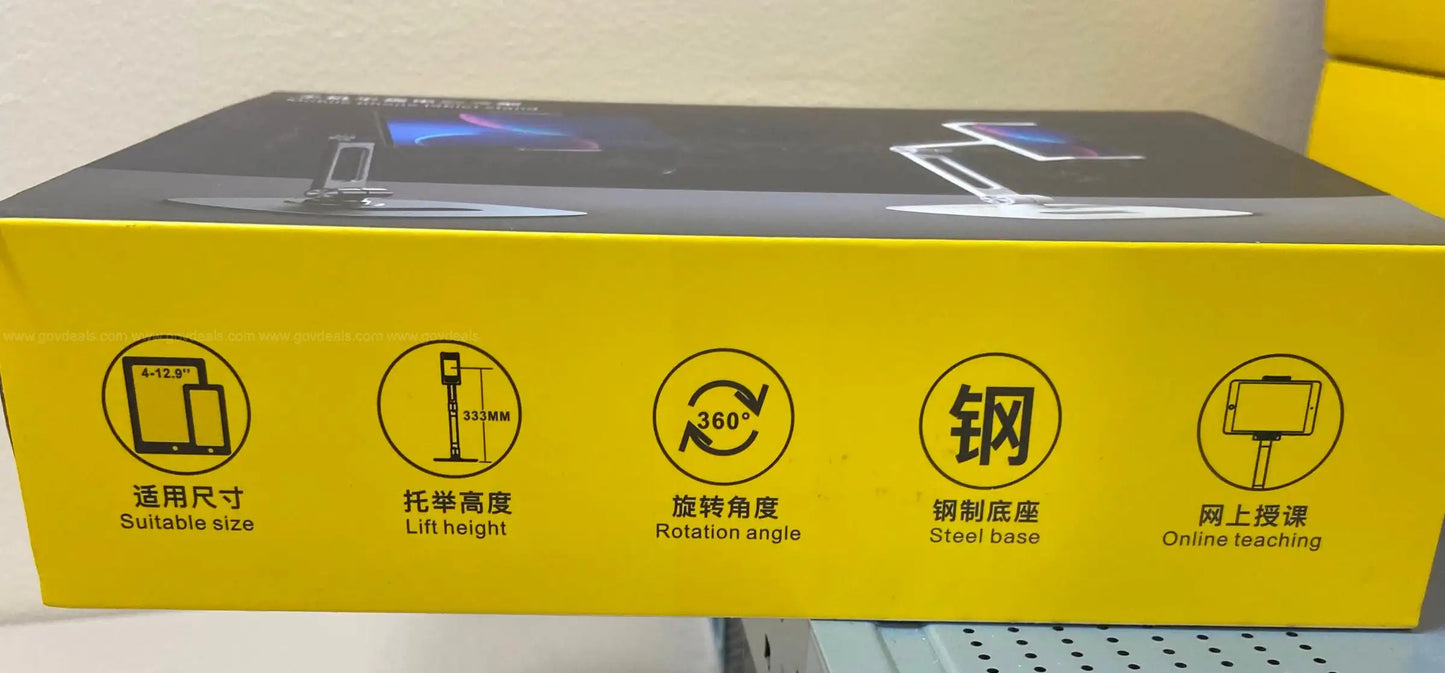 www.govdeals.com www.govdeals.com www.govdeals.com www.govdeals
4-12.9"
333MM
360°
钢
适用尺寸
Suitable size
托举高度
Lift height
旋转角度
Rotation angle
钢制底座
Steel base
网上授课
Online teaching